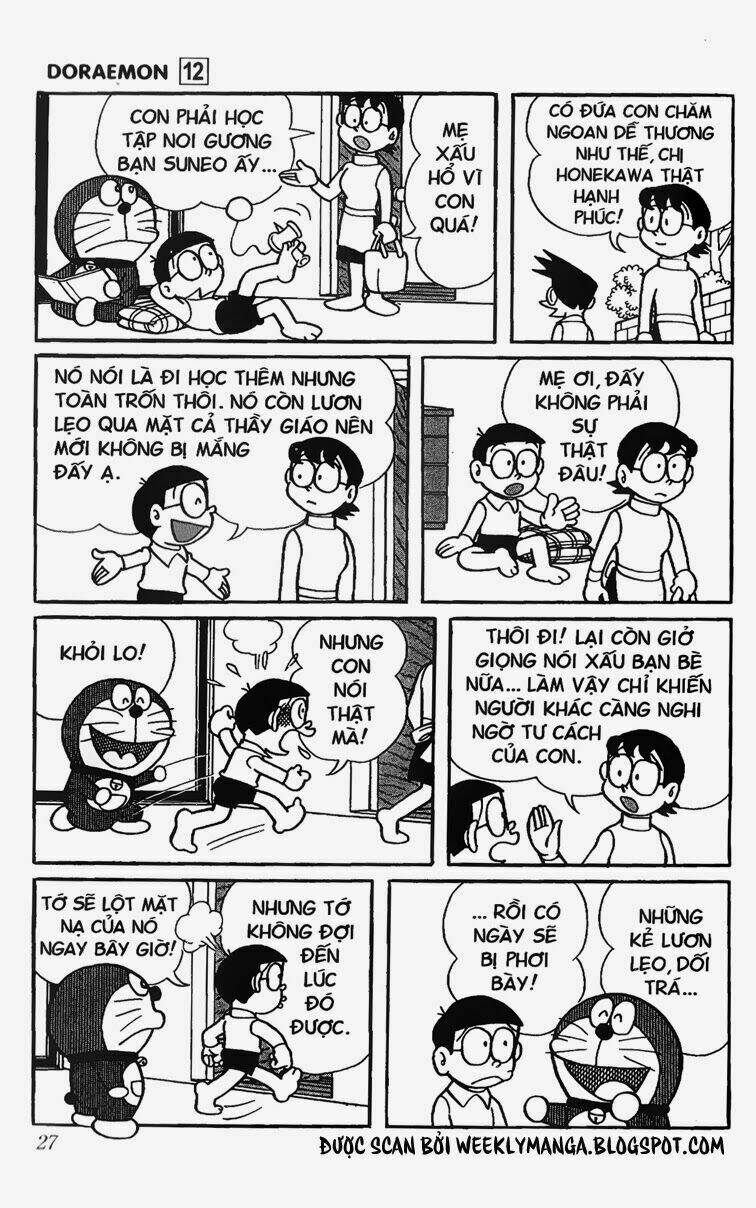 DORAEMON 12
CÓ ĐỨA CON CHĂM
NGOAN DỄ THƯƠNG
NHƯ THẾ, CHỊ
HONEKAWA THẬT
HẠNH
PHÚC!
MẸ
XẤU
HỔ VÌ
CON
QUÁ!
CON PHẢI HỌC
TẬP NOI GƯƠNG
BẠN SUNEO ẤY...
MẸ ƠI, ĐẤY
KHÔNG PHẢI
SỰ
THẬT
ĐÂU!
NÓ NÓI LÀ ĐI HỌC THÊM NHƯNG
TOÀN TRỐN THÔI. NÓ CÒN LƯƠN
LẸO QUA MẶT CẢ THẦY GIÁO NÊN
MỚI KHÔNG BỊ MẮNG
ĐẤY Ạ.
THÔI ĐI! LẠI CÒN GIỞ
GIỌNG NÓI XẤU BẠN BÈ
NỮA... LÀM VẬY CHỈ KHIẾN
NGƯỜI KHÁC CÀNG NGHI
NGỜ TƯ CÁCH
CỦA CON.
NHƯNG
CON
NÓI
THẬT
MÀ!
KHỎI LO!
NHỮNG
KẺ LƯƠN
LẸO, DỐI
TRÁ...
... RỒI CÓ
NGÀY SẼ
BỊ PHƠI
BÀY!
NHƯNG TỚ
KHÔNG ĐỢI
ĐẾN
LÚC
ĐÓ
ĐƯỢC.
TỚ SẼ LỘT MẶT
NẠ CỦA NÓ
NGAY BÂY GIỜ!
27
ĐƯỢC SCAN BỞI WEEKLYMANGA.BLOGSPOT.COM